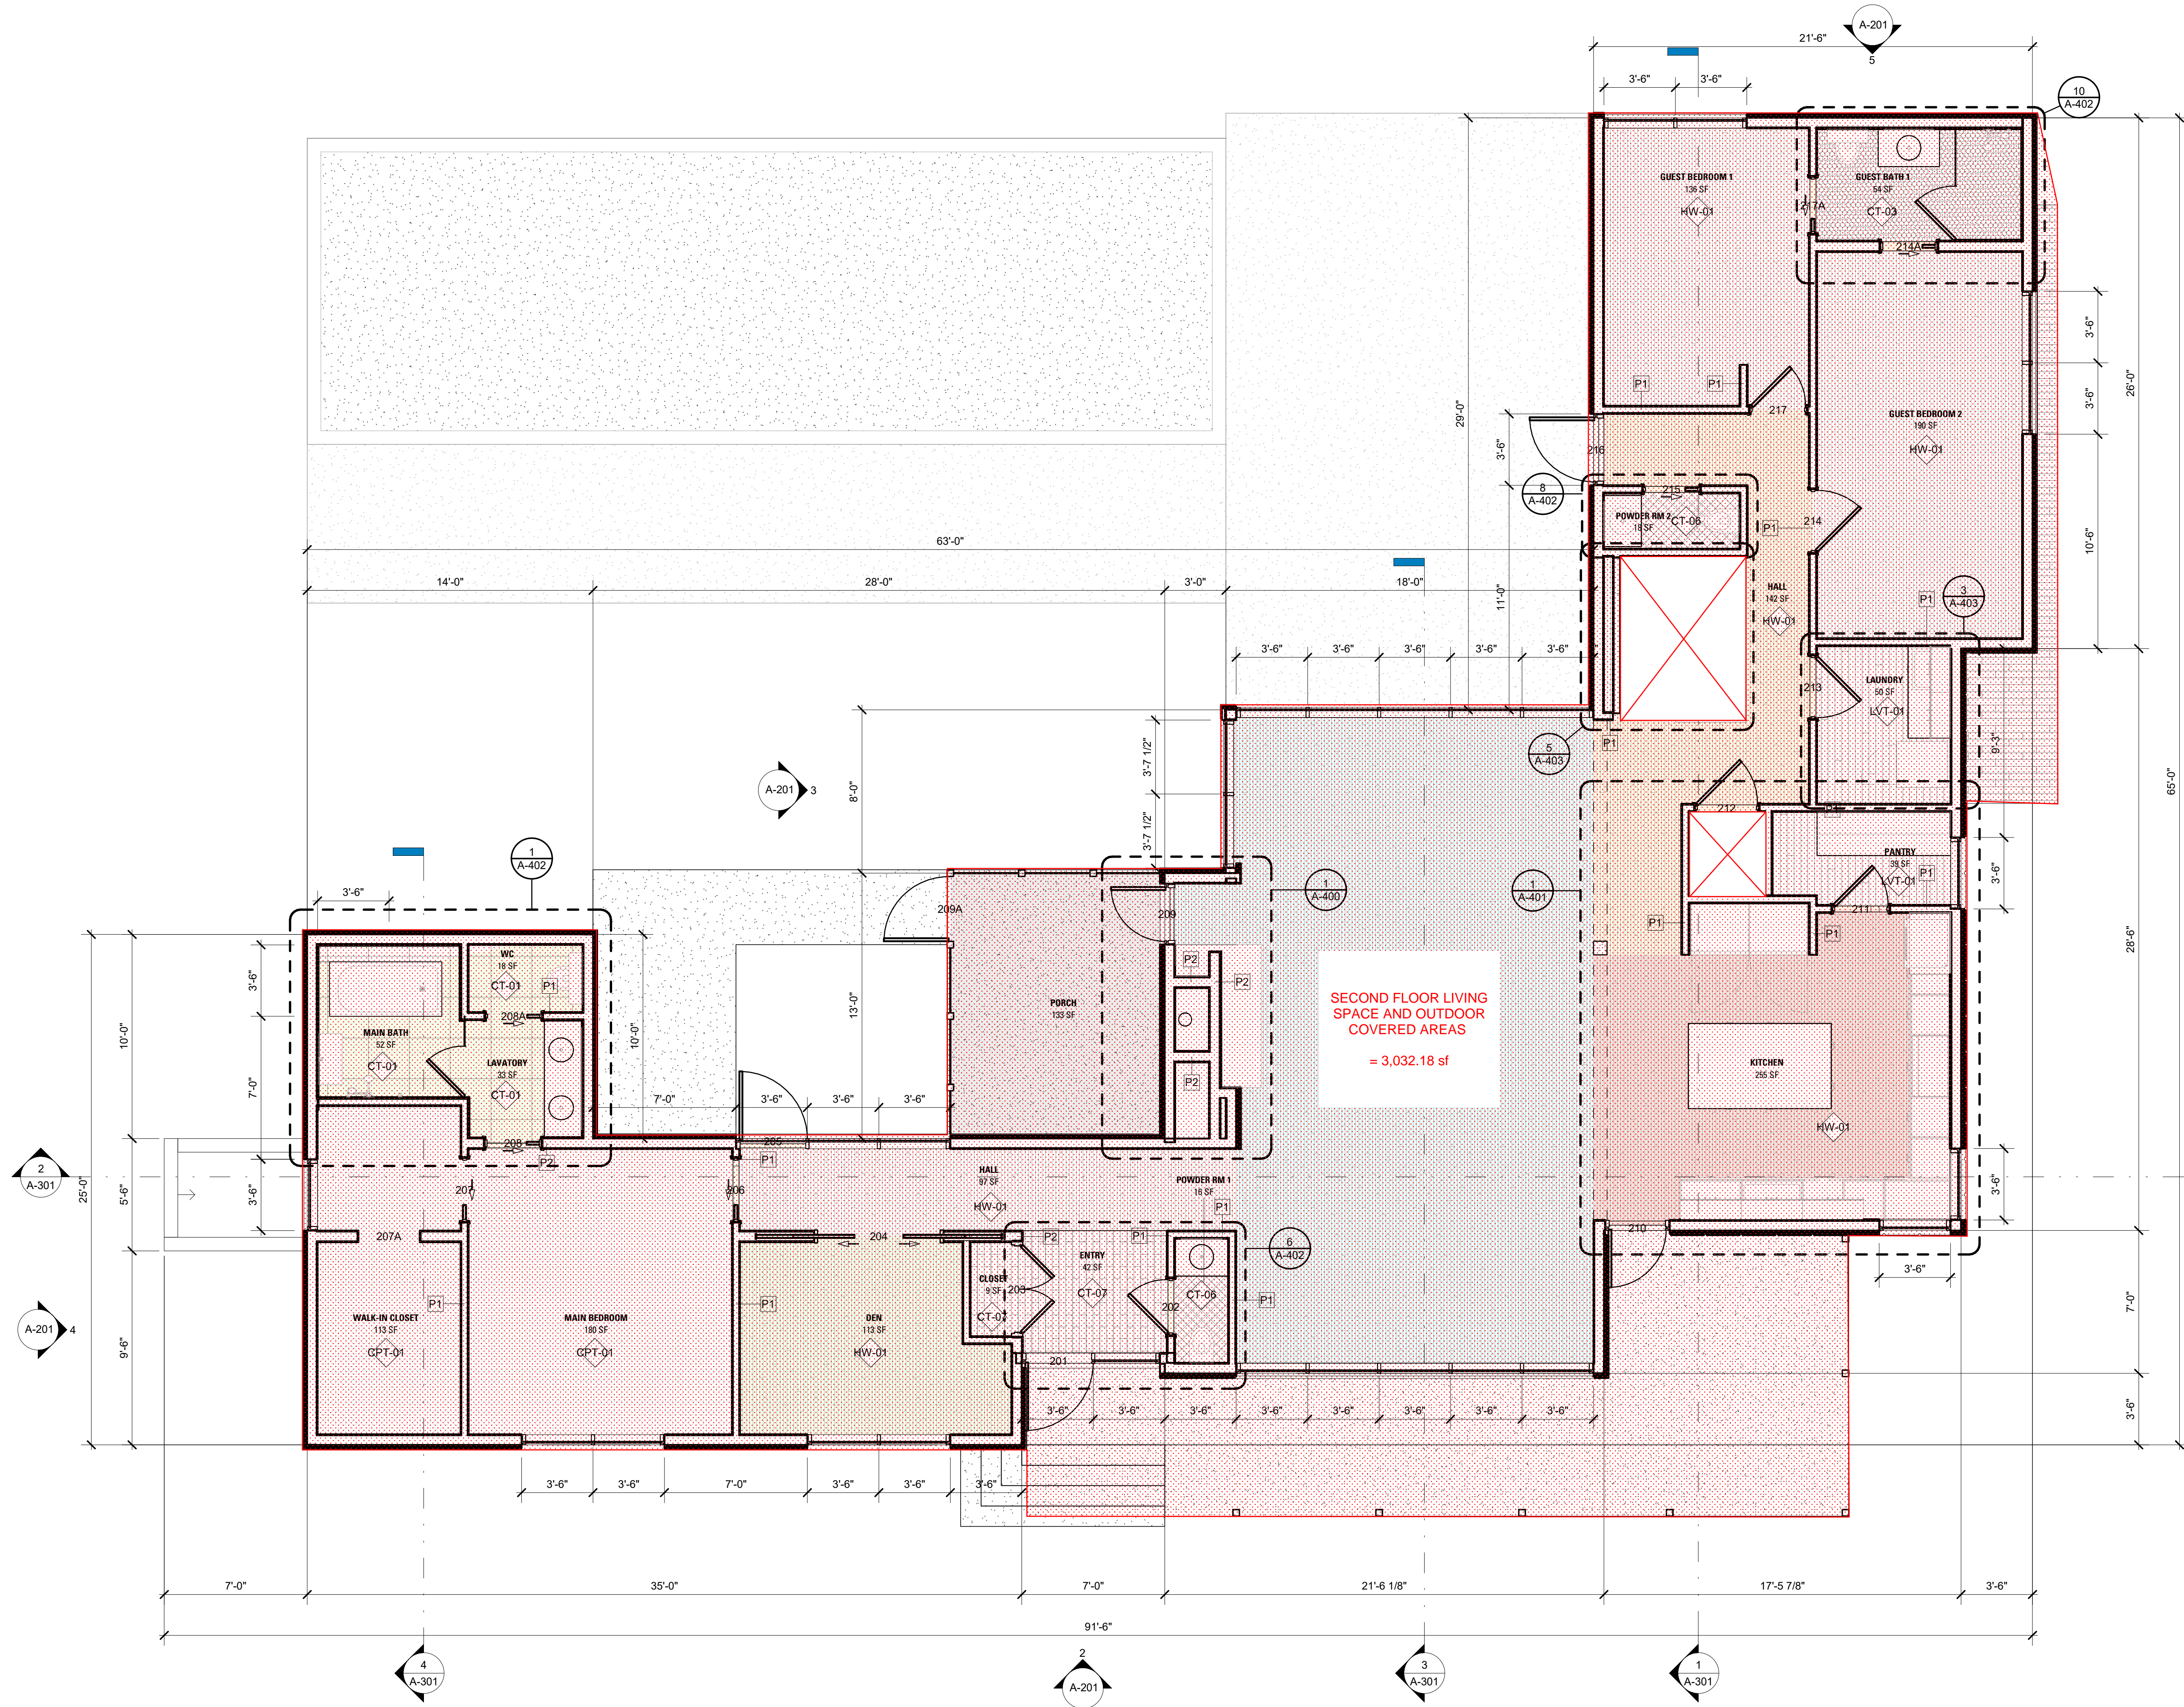 A-201
5
21'-6"
3'-6"
3'-6"
10
A-402
GUEST BEDROOM 1
136 SF
HW-01
GUEST BATH 1
54 SF
CT-03
217A
214A
3'-6"
3'-6"
26'-0"
10'-6"
29'-0"
P1
P1
217
GUEST BEDROOM 2
190 SF
HW-01
3'-6"
216
8
A-402
215
POWDER RM 2
CT-06
P1
214
63'-0"
14'-0"
28'-0"
3'-0"
18'-0"
11'-0"
HALL
142 SF
HW-01
P1
3
A-403
65'-0"
3'-6"
3'-6"
3'-6"
3'-6"
3'-6"
213
LAUNDRY
LVT-01
9'-3"
5
A-403
P1
3'-7 1/2"
3'-7 1/2"
A-201
3
8'-0"
212
P1
PANTRY
39 SF
LVT-01
P1
3'-6"
1
A-402
3'-6"
209A
209
1
A-400
1
A-401
211
P1
P1
28'-6"
WC
18 SF
CT-01
P1
208A
3'-6"
MAIN BATH
52 SF
CT-01
LAVATORY
33 SF
CT-01
10'-0"
7'-0"
10'-0"
13'-0"
PORCH
133 SF
P2
P2
P2
SECOND FLOOR LIVING
SPACE AND OUTDOOR
COVERED AREAS
= 3,032.18 sf
KITCHEN
255 SF
HW-01
7'-0"
3'-6"
3'-6"
3'-6"
208
P2
205
P1
2
A-301
25'-0"
5'-6"
3'-6"
207
206
HALL
97 SF
HW-01
POWDER RM 1
15 SF
P1
3'-6"
207A
204
P2
P1
ENTRY
42 SF
CT-07
6
A-402
210
3'-6"
CLOSET
9 SF
203
CT-07
202
CT-06
P1
A-201
4
9'-6"
WALK-IN CLOSET
113 SF
CPT-01
P1
MAIN BEDROOM
180 SF
CPT-01
P1
DEN
113 SF
HW-01
201
7'-0"
3'-6"
3'-6"
3'-6"
3'-6"
3'-6"
3'-6"
3'-6"
3'-6"
3'-6"
3'-6"
3'-6"
7'-0"
3'-6"
3'-6"
3'-6"
7'-0"
35'-0"
7'-0"
21'-6 1/8"
17'-5 7/8"
3'-6"
91'-6"
4
A-301
2
A-201
3
A-301
1
A-301